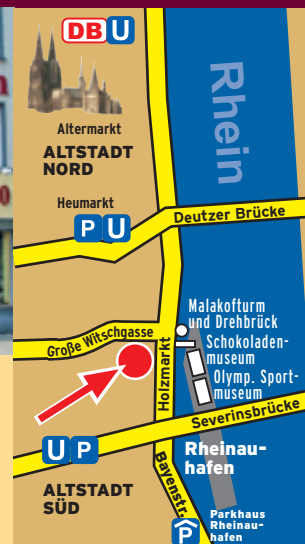 DB U
Rhein
Altermarkt
ALTSTADT
NORD
Heumarkt
P U
Deutzer Brücke
Malakofturm
und Drehbrück
Schokoladen-
museum
Olymp. Sport-
museum
Große Witschgasse
Holzmarkt
Severinsbrücke
U P
Rheinau-
hafen
Bayenstr.
ALTSTADT
SÜD
P
Parkhaus
Rheinau-
hafen